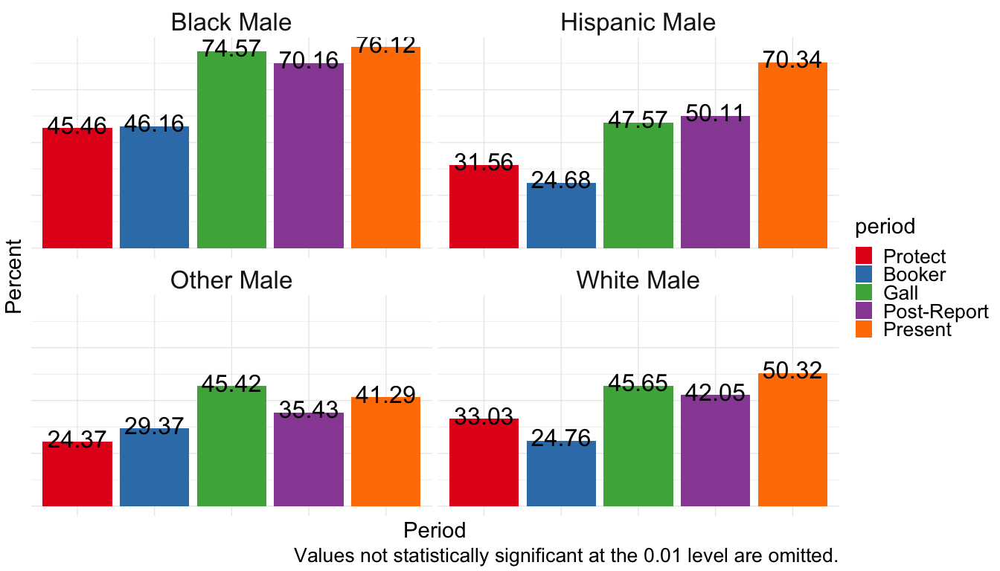 Black Male
Hispanic Male
45.46 46.16 74.57 70.16 76.12
31.56 24.68 47.57 50.11 70.34
Other Male
White Male
24.37 29.37 45.42 35.43 41.29
33.03 24.76 45.65 42.05 50.32
Percent
Period
period
Protect
Booker
Gall
Post-Report
Present
Values not statistically significant at the 0.01 level are omitted.